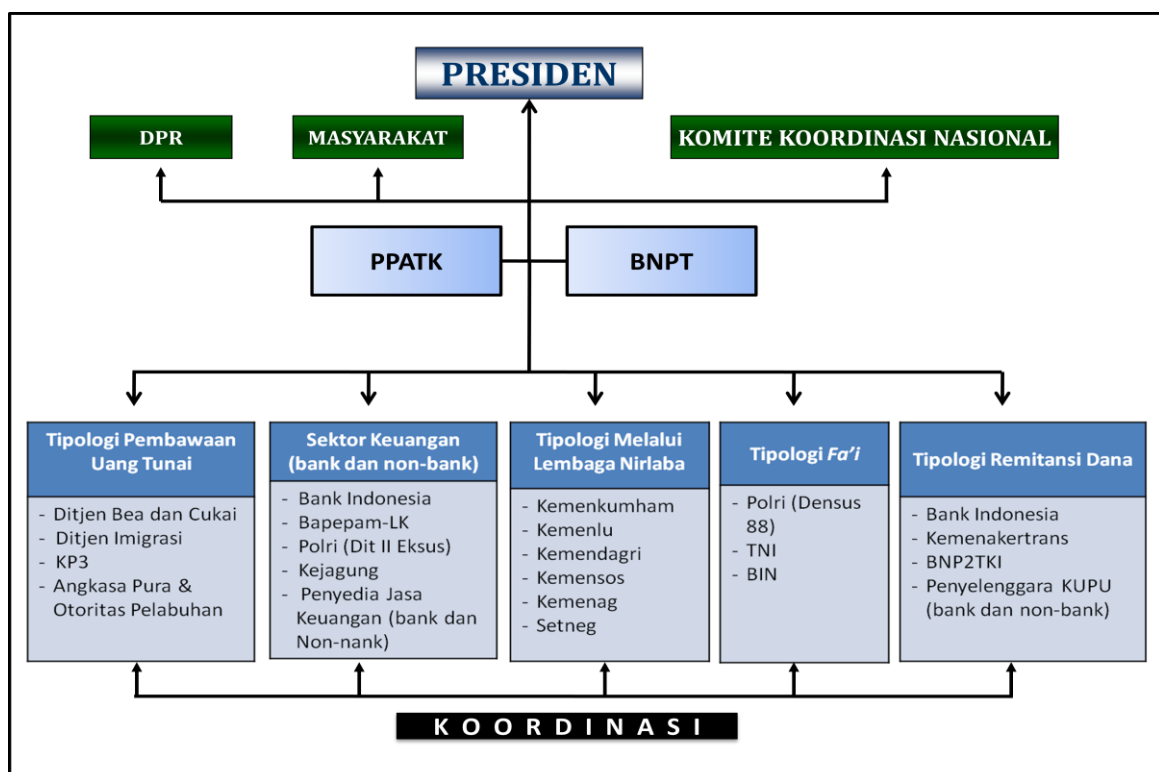 PRESIDEN
DPR
MASYARAKAT
KOMITE KOORDINASI NASIONAL
PPATK
BNPT
Tipologi Pembawaan
Uang Tunai
- Ditjen Bea dan Cukai
- Ditjen Imigrasi
- KP3
- Angkasa Pura &
Otoritas Pelabuhan
Sektor Keuangan
(bank dan non-bank)
- Bank Indonesia
- Bapepam-LK
- Polri (Dit II Eksus)
- Kejagung
- Penyedia Jasa
Keuangan (bank dan
Non-nank)
Tipologi Melalui
Lembaga Nirlaba
- Kemenkumham
- Kemenlu
- Kemendagri
- Kemensos
- Kemenag
- Setneg
Tipologi Fa'i
- Polri (Densus
88)
- TNI
- BIN
Tipologi Remitansi Dana
- Bank Indonesia
- Kemenakertrans
- BNP2TKI
- Penyelenggara KUPU
(bank dan non-bank)
K O O R D I N A S I